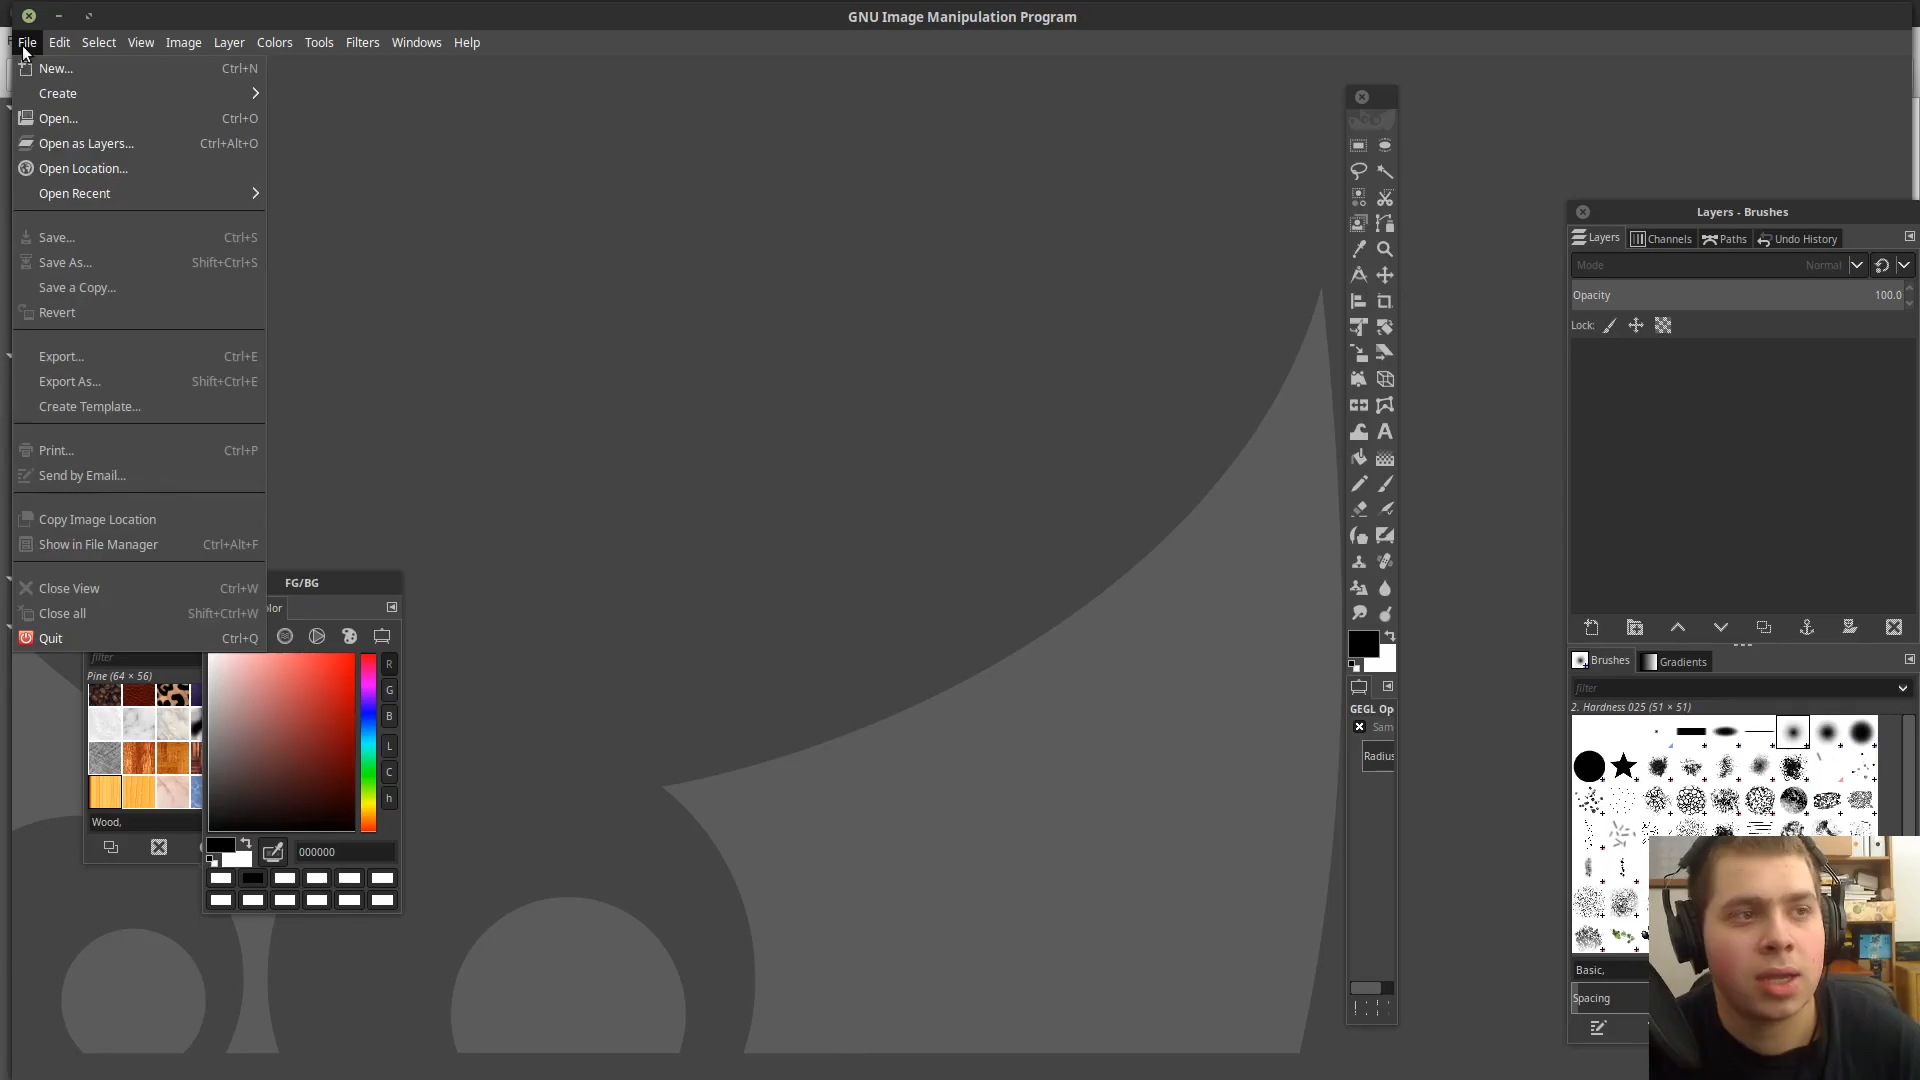 GNU Image Manipulation Program
File Edit Select View Image Layer Colors Tools Filters Windows Help
New... Ctrl+N
Create
Open... Ctrl+O
Open as Layers... Ctrl+Alt+O
Open Location...
Open Recent
Save... Ctrl+S
Save As... Shift+Ctrl+S
Save a Copy...
Revert
Export... Ctrl+E
Export As... Shift+Ctrl+E
Create Template...
Print... Ctrl+P
Send by Email...
Copy Image Location
Show in File Manager Ctrl+Alt+F
Close View Ctrl+W
Close all Shift+Ctrl+W
Quit Ctrl+Q
filter
Pine (64 × 56)
Wood,
FG/BG
olor
R
G
B
L
C
h
000000
GEGL Op
Sam
Radius
Layers - Brushes
Layers Channels Paths Undo History
Mode Normal
Opacity 100.0
Lock:
Brushes Gradients
filter
2. Hardness 025 (51 × 51)
Basic,
Spacing